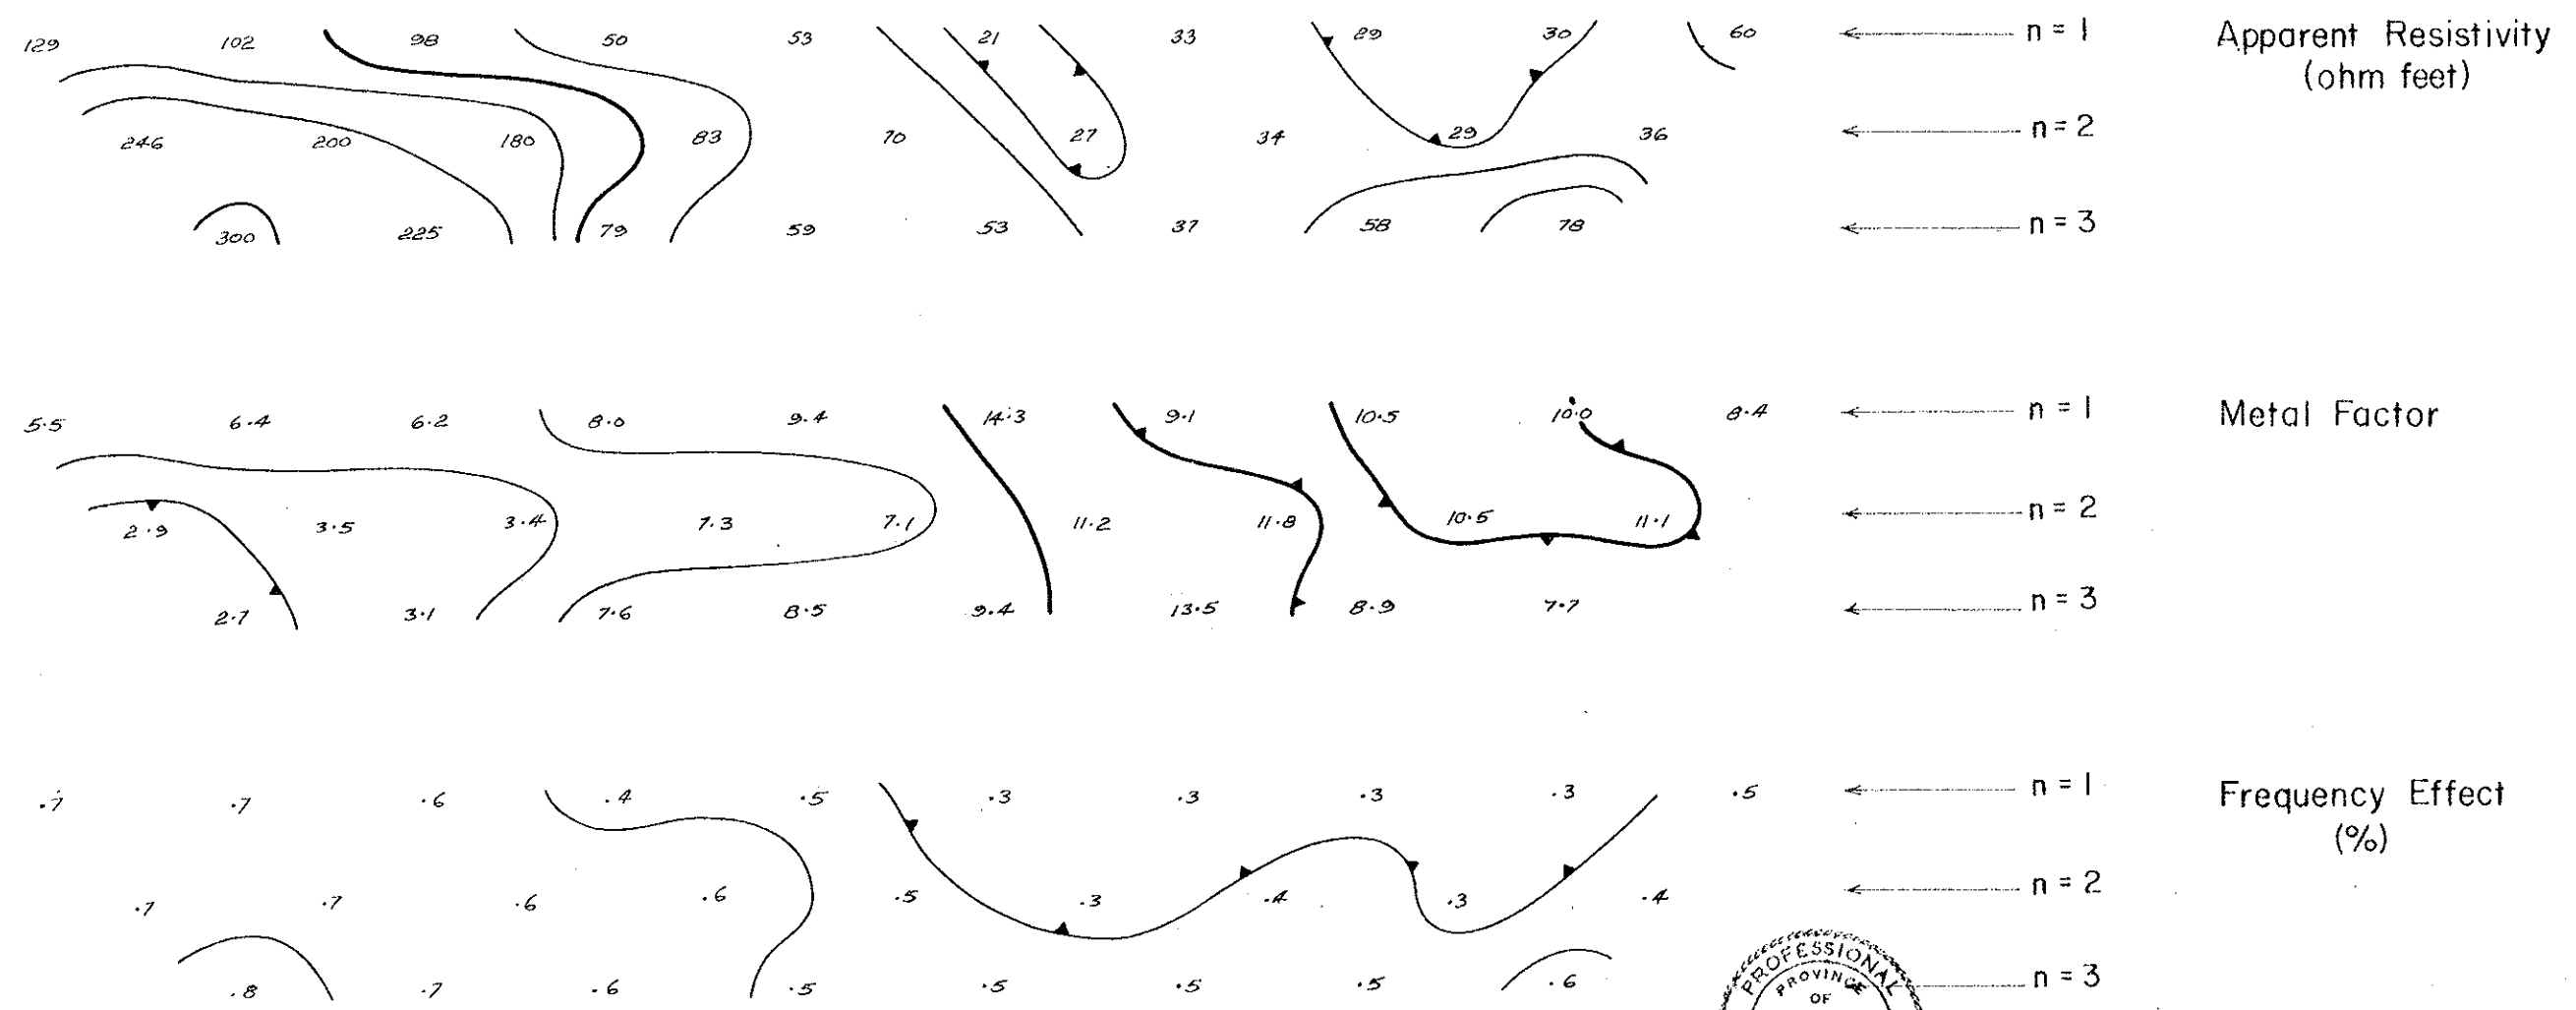 129 102 98 50 53 21 33 29 30 60 n = 1 Apparent Resistivity
(ohm feet)
246 200 180 83 70 27 34 29 36 n = 2
300 225 79 59 53 37 58 78 n = 3
5.5 6.4 6.2 8.0 9.4 14.3 9.1 10.5 10.0 8.4 n = 1 Metal Factor
2.9 3.5 3.4 7.3 7.1 11.2 11.8 10.5 11.1 n = 2
2.7 3.1 7.6 8.5 9.4 13.5 8.9 7.7 n = 3
.7 .7 .6 .4 .5 .3 .3 .3 .3 .5 n = 1 Frequency Effect
(%)
.7 .7 .6 .6 .5 .3 .4 .3 .4 n = 2
.8 .7 .6 .5 .5 .5 .5 .6 n = 3
PROFESSIONAL
PROVINCE
OF